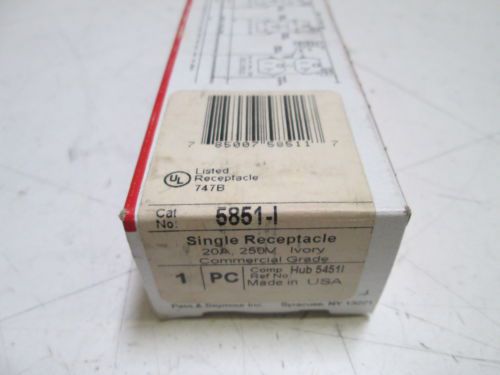 7 85007 58511 7
UL Listed
Receptacle
747B
Cat No: 5851-I
Single Receptacle
20A, 250V Ivory
Commercial Grade
1 PC Comp Ref No Hub 5451I
Made in USA
Pass & Seymour Inc. Syracuse, NY 13221